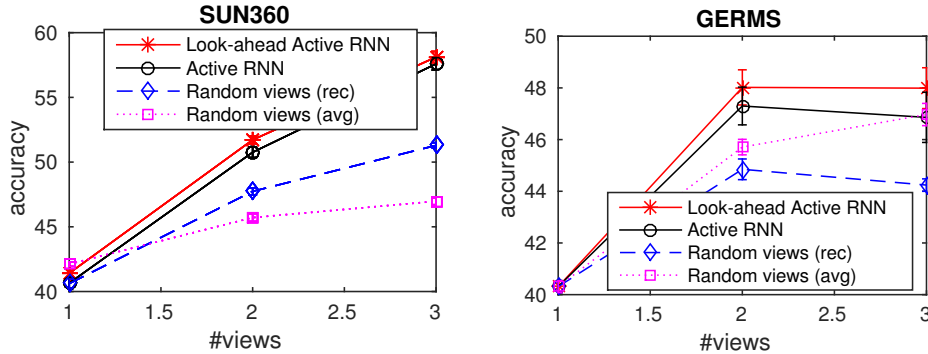 SUN360
60
55
50
45
40
accuracy
Look-ahead Active RNN
Active RNN
Random views (rec)
Random views (avg)
1
1.5
2
2.5
3
#views
GERMS
48
46
44
42
40
accuracy
Look-ahead Active RNN
Active RNN
Random views (rec)
Random views (avg)
1
1.5
2
2.5
3
#views